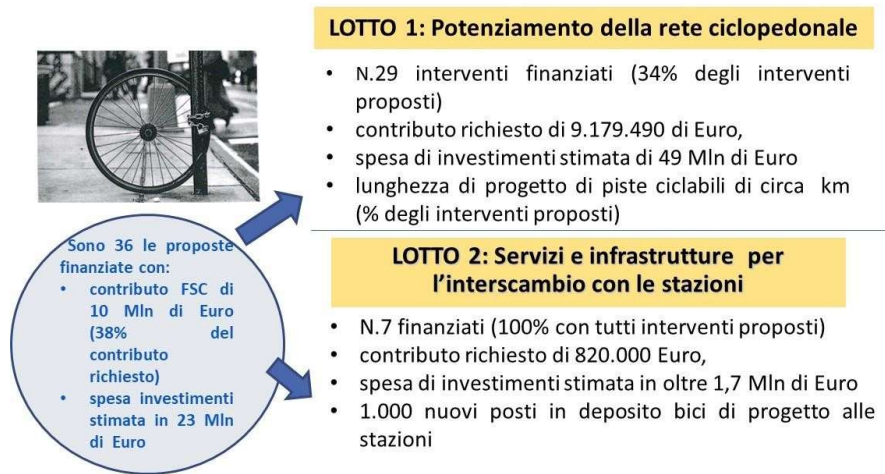 LOTTO 1: Potenziamento della rete ciclopedonale
• N.29 interventi finanziati (34% degli interventi
proposti)
• contributo richiesto di 9.179.490 di Euro,
• spesa di investimenti stimata di 49 Mln di Euro
• lunghezza di progetto di piste ciclabili di circa km
(% degli interventi proposti)
Sono 36 le proposte
finanziate con:
• contributo FSC di
10 Mln di Euro
(38% del
contributo
richiesto)
• spesa investimenti
stimata in 23 Mln
di Euro
LOTTO 2: Servizi e infrastrutture per
l'interscambio con le stazioni
• N.7 finanziati (100% con tutti interventi proposti)
• contributo richiesto di 820.000 Euro,
• spesa di investimenti stimata in oltre 1,7 Mln di Euro
• 1.000 nuovi posti in deposito bici di progetto alle
stazioni